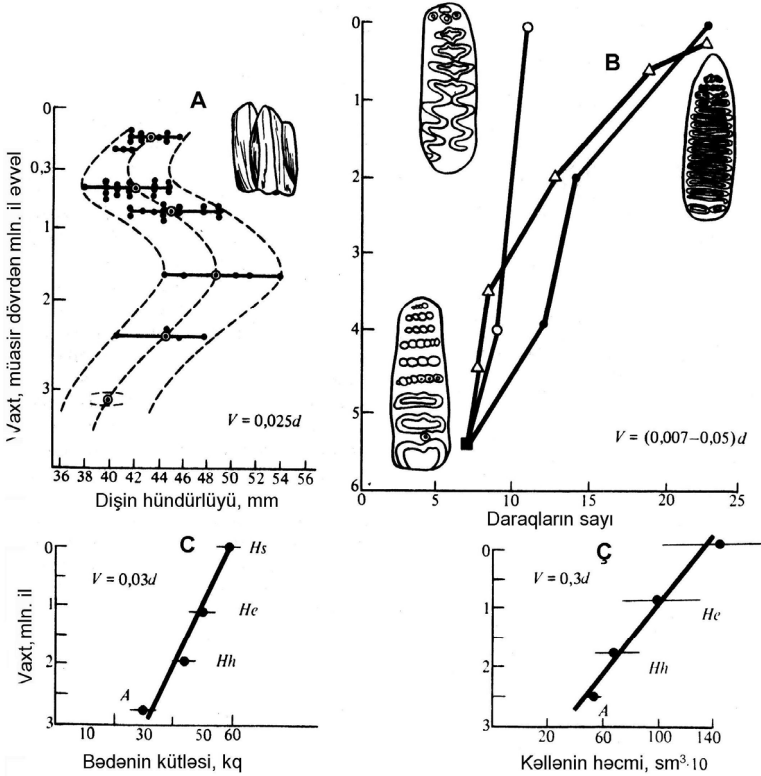 A
Vaxt, müasir dövrdən mln. il əvvəl
0
0.3
1
2
3
V = 0,025d
36 38 40 42 44 46 48 50 52 54 56
Dişin hündürlüyü, mm
B
0
1
2
3
4
5
6
V = (0,007–0,05)d
0 5 10 15 20 25
Daraqların sayı
C
Vaxt, mln. il
0
1
2
3
V = 0,03d
Hs
He
Hh
A
10 30 50 60
Bədənin kütləsi, kq
Ç
0
1
2
3
V = 0,3d
He
Hh
A
20 60 100 140
Kəllənin həcmi, sm³·10